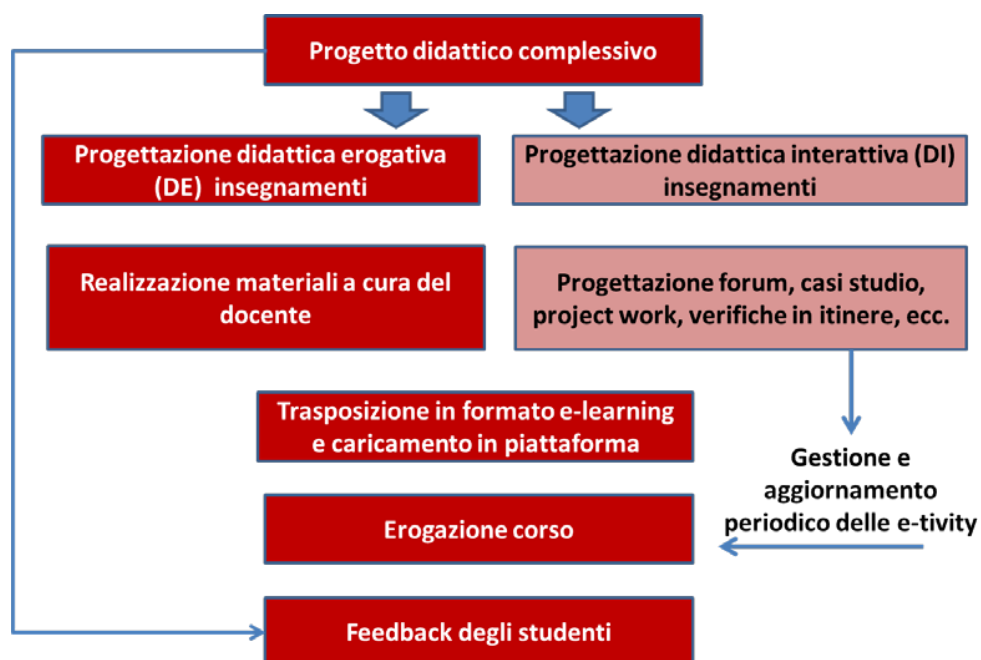 Progetto didattico complessivo
Progettazione didattica erogativa
(DE) insegnamenti
Progettazione didattica interattiva (DI)
insegnamenti
Realizzazione materiali a cura del
docente
Progettazione forum, casi studio,
project work, verifiche in itinere, ecc.
Trasposizione in formato e-learning
e caricamento in piattaforma
Gestione e
aggiornamento
periodico delle e-tivity
Erogazione corso
Feedback degli studenti